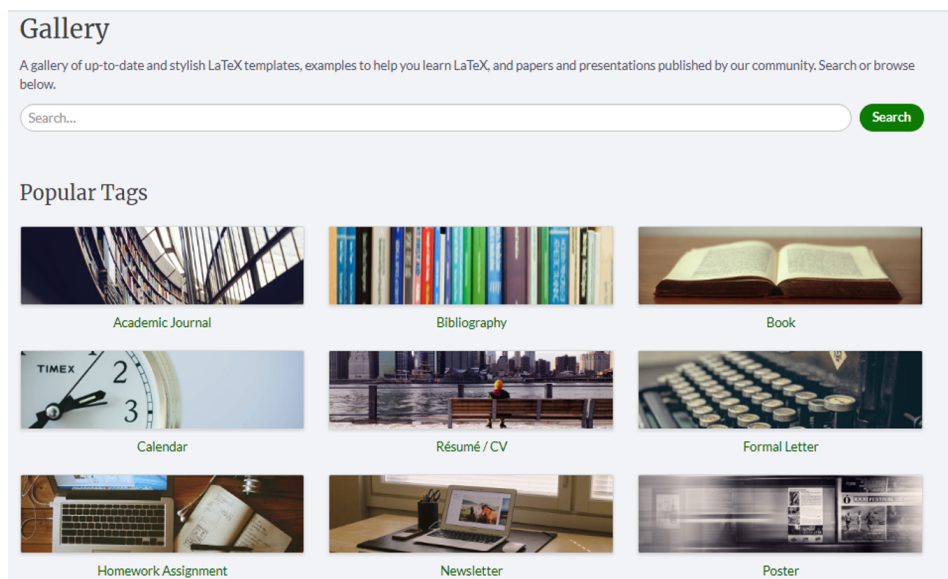 Gallery
A gallery of up-to-date and stylish LaTeX templates, examples to help you learn LaTeX, and papers and presentations published by our community. Search or browse
below.
Search...
Search
Popular Tags
Academic Journal
Bibliography
Book
TIMEX
2
3
Calendar
Résumé / CV
Formal Letter
Homework Assignment
Newsletter
Poster